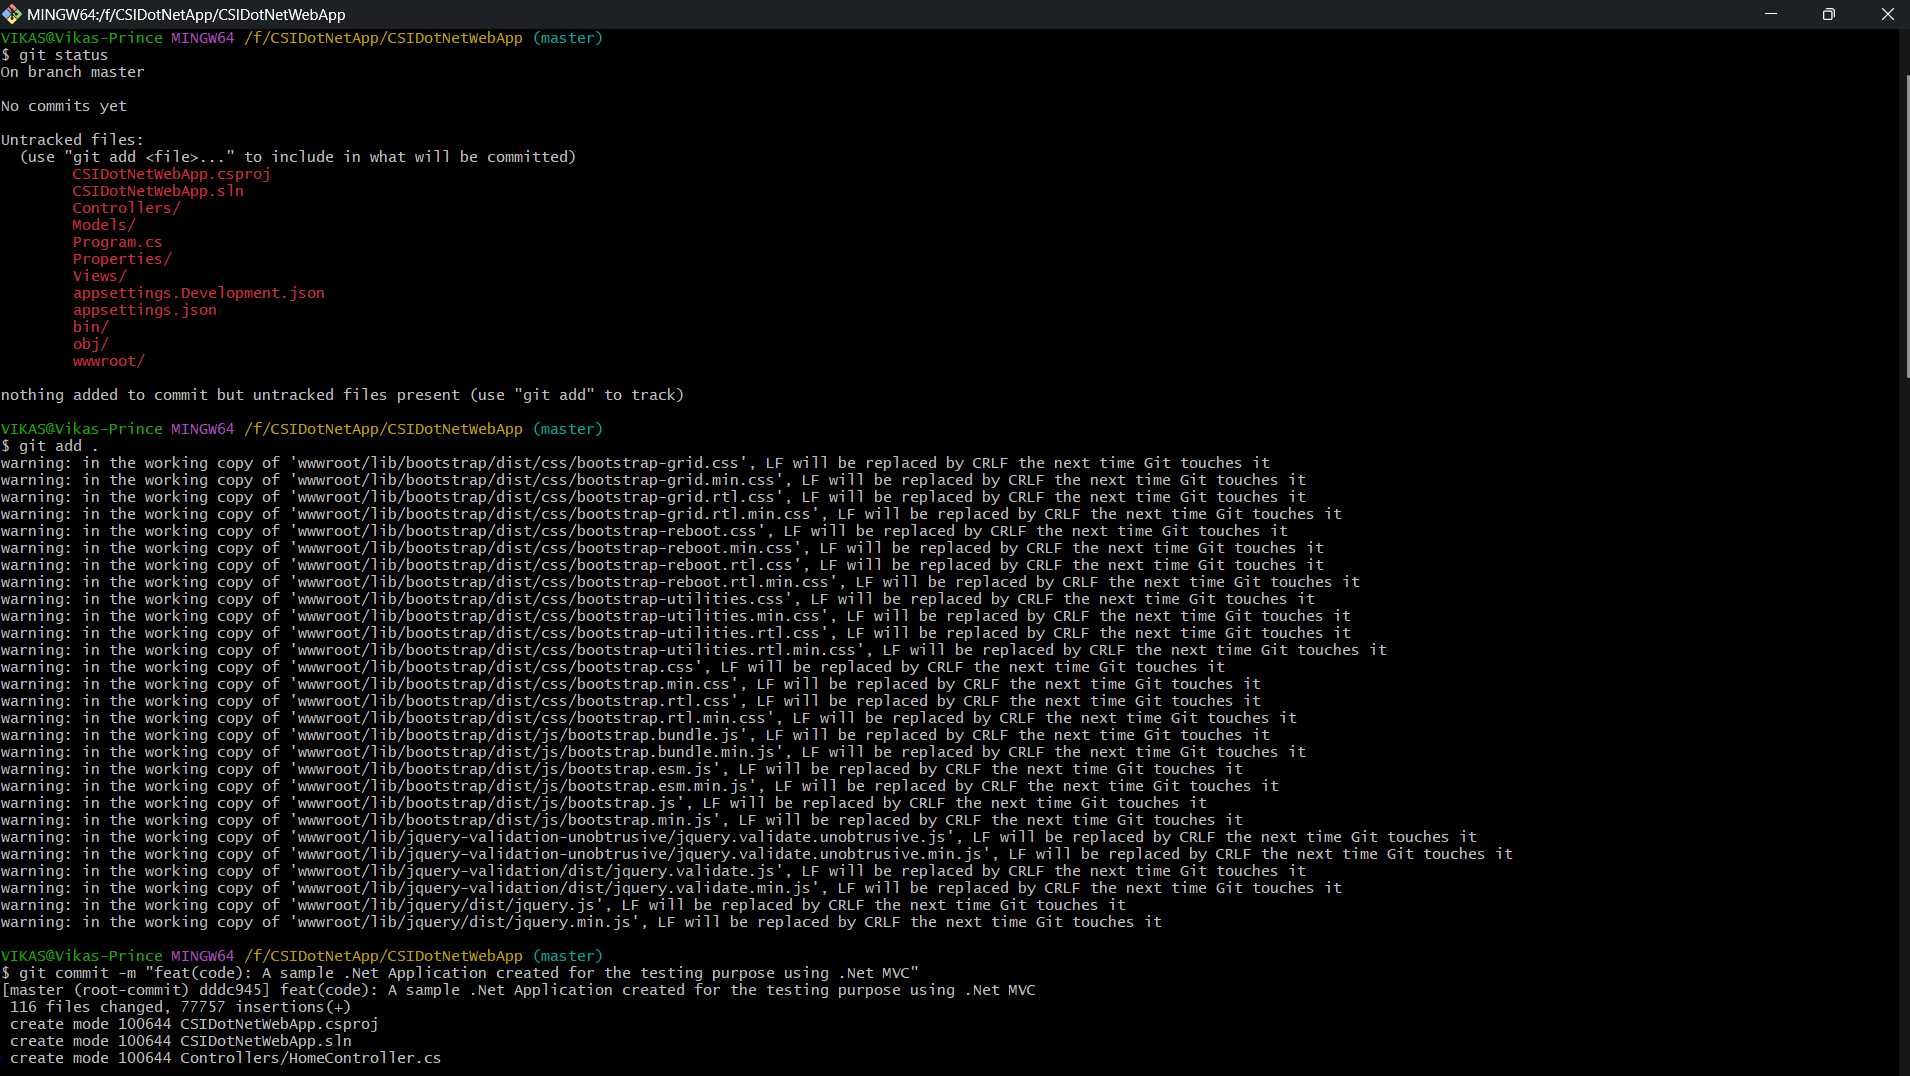 MINGW64:/f/CSIDotNetApp/CSIDotNetWebApp
VIKAS@Vikas-Prince MINGW64 /f/CSIDotNetApp/CSIDotNetWebApp (master)
$ git status
On branch master

No commits yet

Untracked files:
  (use "git add <file>..." to include in what will be committed)
        CSIDotNetWebApp.csproj
        CSIDotNetWebApp.sln
        Controllers/
        Models/
        Program.cs
        Properties/
        Views/
        appsettings.Development.json
        appsettings.json
        bin/
        obj/
        wwwroot/

nothing added to commit but untracked files present (use "git add" to track)

VIKAS@Vikas-Prince MINGW64 /f/CSIDotNetApp/CSIDotNetWebApp (master)
$ git add .
warning: in the working copy of 'wwwroot/lib/bootstrap/dist/css/bootstrap-grid.css', LF will be replaced by CRLF the next time Git touches it
warning: in the working copy of 'wwwroot/lib/bootstrap/dist/css/bootstrap-grid.min.css', LF will be replaced by CRLF the next time Git touches it
warning: in the working copy of 'wwwroot/lib/bootstrap/dist/css/bootstrap-grid.rtl.css', LF will be replaced by CRLF the next time Git touches it
warning: in the working copy of 'wwwroot/lib/bootstrap/dist/css/bootstrap-grid.rtl.min.css', LF will be replaced by CRLF the next time Git touches it
warning: in the working copy of 'wwwroot/lib/bootstrap/dist/css/bootstrap-reboot.css', LF will be replaced by CRLF the next time Git touches it
warning: in the working copy of 'wwwroot/lib/bootstrap/dist/css/bootstrap-reboot.min.css', LF will be replaced by CRLF the next time Git touches it
warning: in the working copy of 'wwwroot/lib/bootstrap/dist/css/bootstrap-reboot.rtl.css', LF will be replaced by CRLF the next time Git touches it
warning: in the working copy of 'wwwroot/lib/bootstrap/dist/css/bootstrap-reboot.rtl.min.css', LF will be replaced by CRLF the next time Git touches it
warning: in the working copy of 'wwwroot/lib/bootstrap/dist/css/bootstrap-utilities.css', LF will be replaced by CRLF the next time Git touches it
warning: in the working copy of 'wwwroot/lib/bootstrap/dist/css/bootstrap-utilities.min.css', LF will be replaced by CRLF the next time Git touches it
warning: in the working copy of 'wwwroot/lib/bootstrap/dist/css/bootstrap-utilities.rtl.css', LF will be replaced by CRLF the next time Git touches it
warning: in the working copy of 'wwwroot/lib/bootstrap/dist/css/bootstrap-utilities.rtl.min.css', LF will be replaced by CRLF the next time Git touches it
warning: in the working copy of 'wwwroot/lib/bootstrap/dist/css/bootstrap.css', LF will be replaced by CRLF the next time Git touches it
warning: in the working copy of 'wwwroot/lib/bootstrap/dist/css/bootstrap.min.css', LF will be replaced by CRLF the next time Git touches it
warning: in the working copy of 'wwwroot/lib/bootstrap/dist/css/bootstrap.rtl.css', LF will be replaced by CRLF the next time Git touches it
warning: in the working copy of 'wwwroot/lib/bootstrap/dist/css/bootstrap.rtl.min.css', LF will be replaced by CRLF the next time Git touches it
warning: in the working copy of 'wwwroot/lib/bootstrap/dist/js/bootstrap.bundle.js', LF will be replaced by CRLF the next time Git touches it
warning: in the working copy of 'wwwroot/lib/bootstrap/dist/js/bootstrap.bundle.min.js', LF will be replaced by CRLF the next time Git touches it
warning: in the working copy of 'wwwroot/lib/bootstrap/dist/js/bootstrap.esm.js', LF will be replaced by CRLF the next time Git touches it
warning: in the working copy of 'wwwroot/lib/bootstrap/dist/js/bootstrap.esm.min.js', LF will be replaced by CRLF the next time Git touches it
warning: in the working copy of 'wwwroot/lib/bootstrap/dist/js/bootstrap.js', LF will be replaced by CRLF the next time Git touches it
warning: in the working copy of 'wwwroot/lib/bootstrap/dist/js/bootstrap.min.js', LF will be replaced by CRLF the next time Git touches it
warning: in the working copy of 'wwwroot/lib/jquery-validation-unobtrusive/jquery.validate.unobtrusive.js', LF will be replaced by CRLF the next time Git touches it
warning: in the working copy of 'wwwroot/lib/jquery-validation-unobtrusive/jquery.validate.unobtrusive.min.js', LF will be replaced by CRLF the next time Git touches it
warning: in the working copy of 'wwwroot/lib/jquery-validation/dist/jquery.validate.js', LF will be replaced by CRLF the next time Git touches it
warning: in the working copy of 'wwwroot/lib/jquery-validation/dist/jquery.validate.min.js', LF will be replaced by CRLF the next time Git touches it
warning: in the working copy of 'wwwroot/lib/jquery/dist/jquery.js', LF will be replaced by CRLF the next time Git touches it
warning: in the working copy of 'wwwroot/lib/jquery/dist/jquery.min.js', LF will be replaced by CRLF the next time Git touches it

VIKAS@Vikas-Prince MINGW64 /f/CSIDotNetApp/CSIDotNetWebApp (master)
$ git commit -m "feat(code): A sample .Net Application created for the testing purpose using .Net MVC"
[master (root-commit) dddc945] feat(code): A sample .Net Application created for the testing purpose using .Net MVC
 116 files changed, 77757 insertions(+)
 create mode 100644 CSIDotNetWebApp.csproj
 create mode 100644 CSIDotNetWebApp.sln
 create mode 100644 Controllers/HomeController.cs